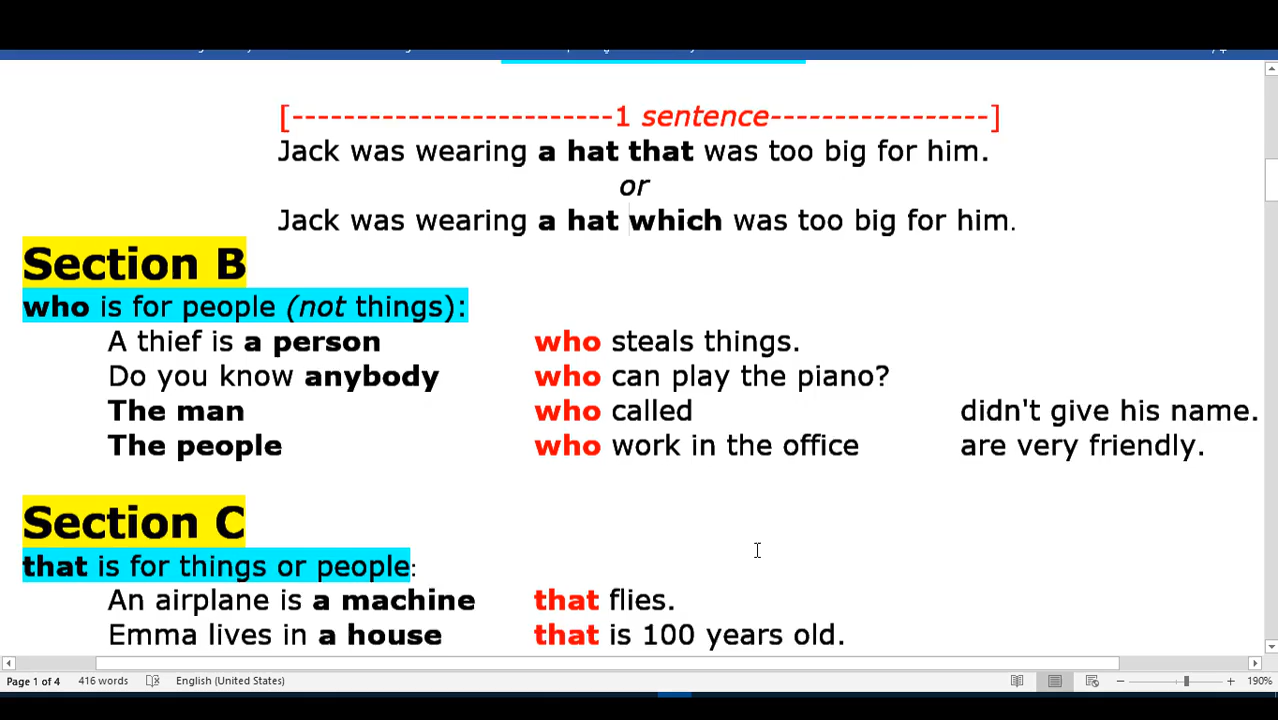 [-------------------------1 sentence-----------------]
Jack was wearing a hat that was too big for him.
or
Jack was wearing a hat which was too big for him.
Section B
who is for people (not things):
A thief is a person who steals things.
Do you know anybody who can play the piano?
The man who called didn't give his name.
The people who work in the office are very friendly.
Section C
that is for things or people:
An airplane is a machine that flies.
Emma lives in a house that is 100 years old.
Page 1 of 4 416 words English (United States) 190%